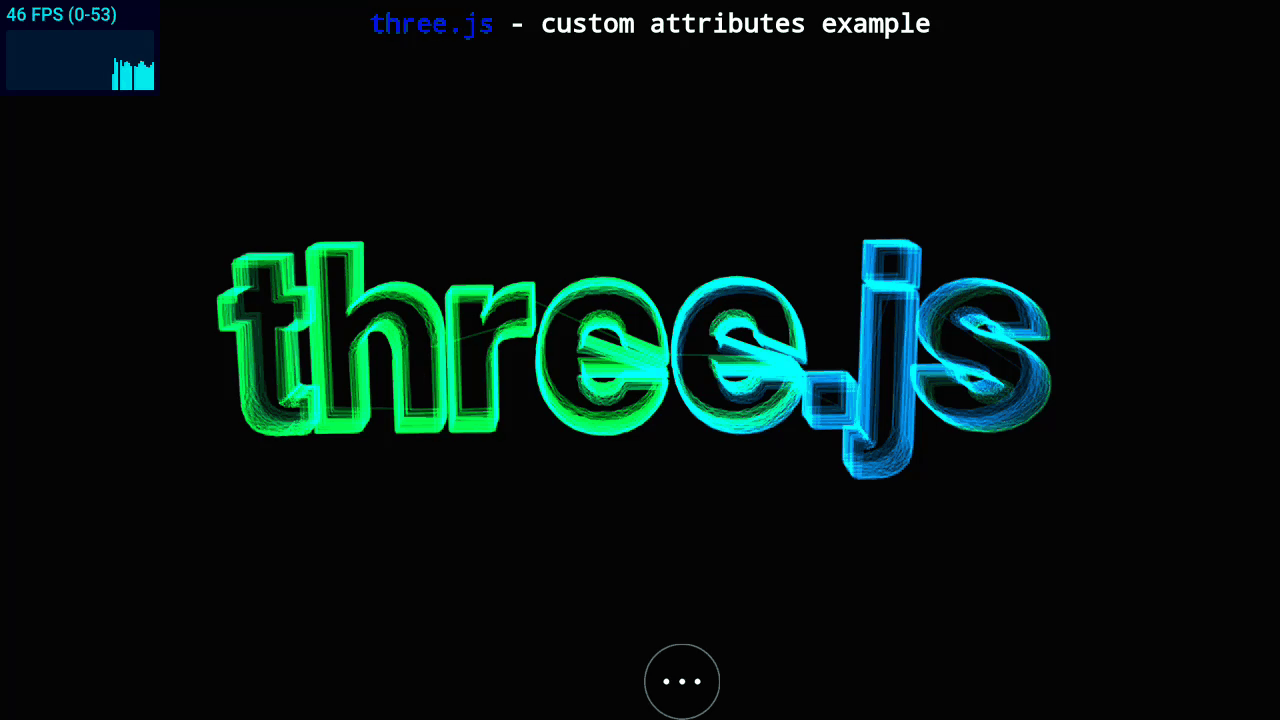 46 FPS (0-53)
three.js - custom attributes example
three.js